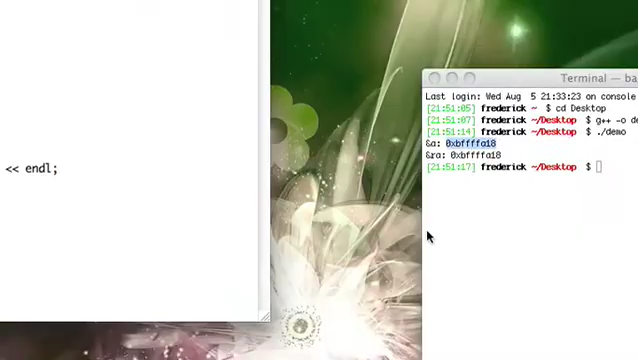 << endl;
Terminal — ba
Last login: Wed Aug 5 21:33:23 on console
[21:51:05] frederick ~ $ cd Desktop
[21:51:07] frederick ~/Desktop $ g++ -o de
[21:51:14] frederick ~/Desktop $ ./demo
&a: 0xbffffa18
&ra: 0xbffffa18
[21:51:17] frederick ~/Desktop $